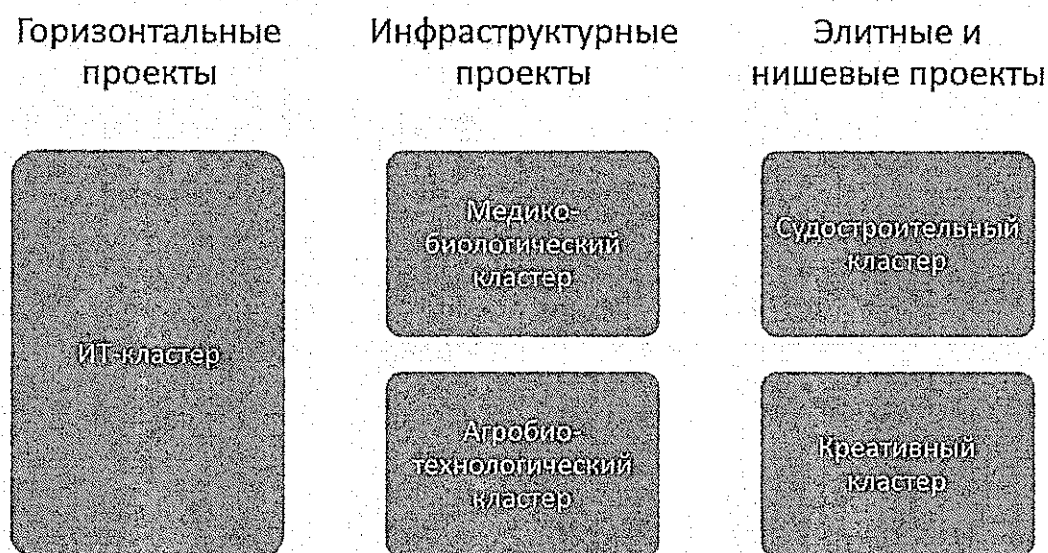 Горизонтальные
проекты
Инфраструктурные
проекты
Элитные и
нишевые проекты
ИТ-кластер
Медико-
биологический
кластер
Агробио-
технологический
кластер
Судостроительный
кластер
Креативный
кластер